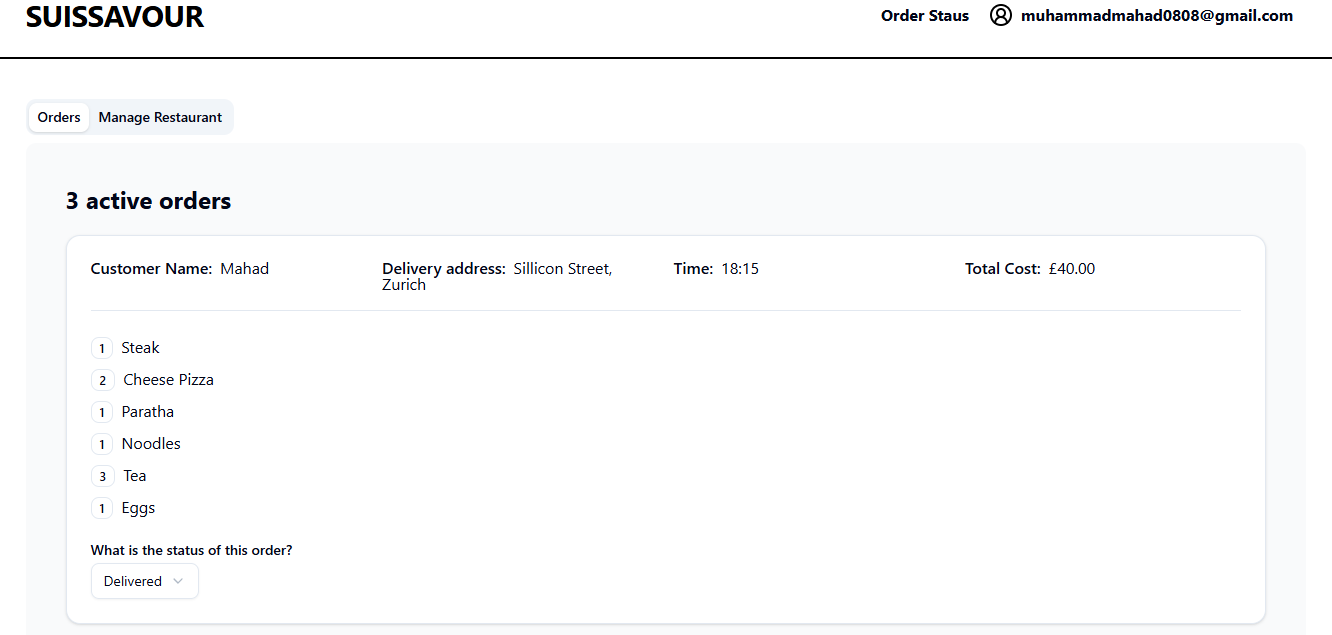 SUISSAVOUR
Order Staus muhammadmahad0808@gmail.com
Orders Manage Restaurant
3 active orders
Customer Name: Mahad
Delivery address: Sillicon Street,
Zurich
Time: 18:15
Total Cost: £40.00
1 Steak
2 Cheese Pizza
1 Paratha
1 Noodles
3 Tea
1 Eggs
What is the status of this order?
Delivered